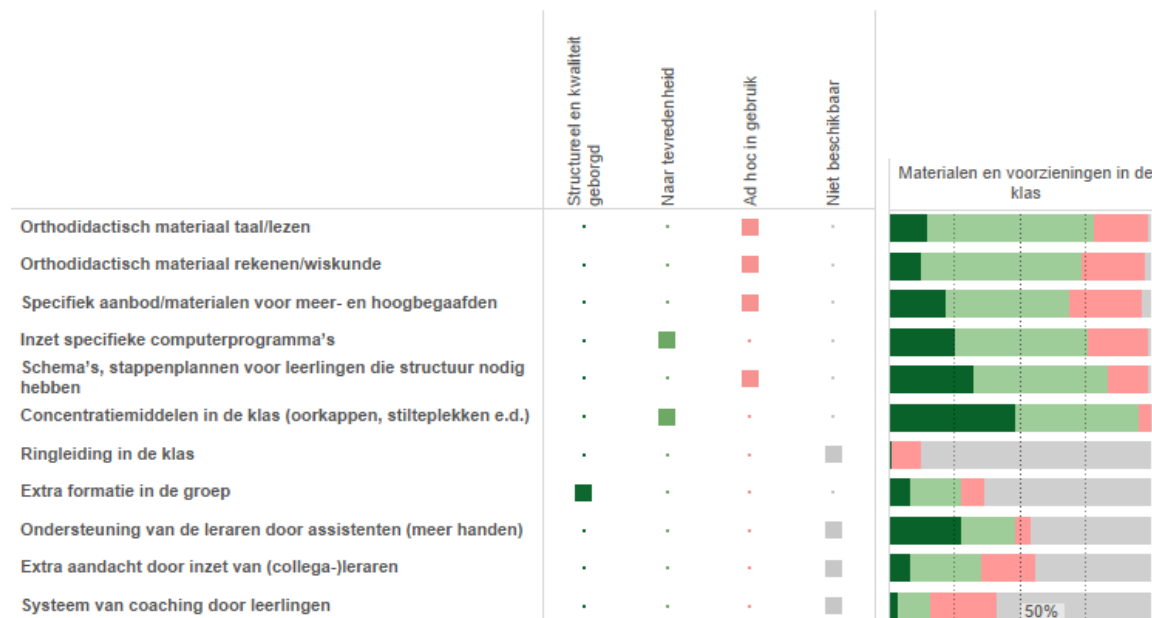 Structureel en kwaliteit
geborgd
Naar tevredenheid
Ad hoc in gebruik
Niet beschikbaar
Materialen en voorzieningen in de
klas
Orthodidactisch materiaal taal/lezen
Orthodidactisch materiaal rekenen/wiskunde
Specifiek aanbod/materialen voor meer- en hoogbegaafden
Inzet specifieke computerprogramma's
Schema's, stappenplannen voor leerlingen die structuur nodig
hebben
Concentratiemiddelen in de klas (oorkappen, stilteplekken e.d.)
Ringleiding in de klas
Extra formatie in de groep
Ondersteuning van de leraren door assistenten (meer handen)
Extra aandacht door inzet van (collega-)leraren
Systeem van coaching door leerlingen
50%